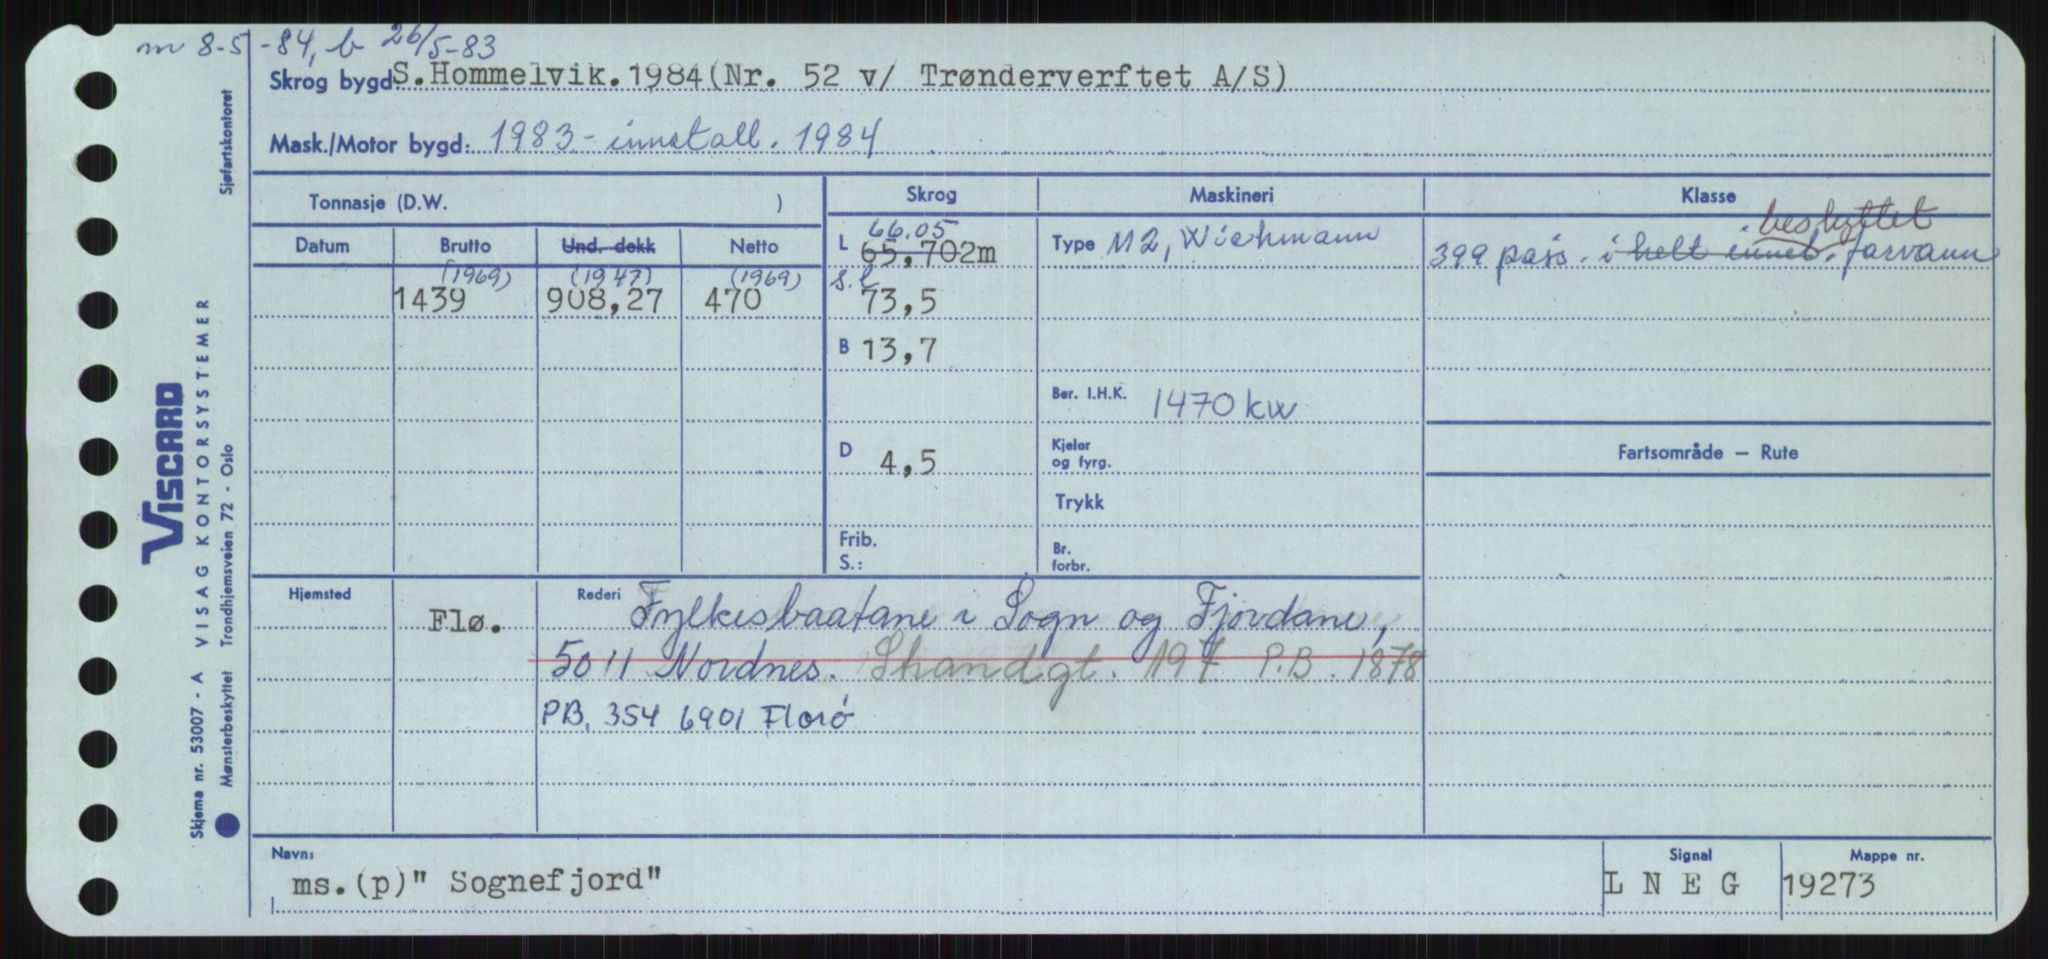 m 8-5-84, b 26/5-83
Skrog bygd: S.Hommelvik.1984(Nr. 52 v/ Trønderverftet A/S)
Mask./Motor bygd: 1983 - install. 1984
Tonnasje (D.W. )
Skrog
Maskineri
Klasse
Datum
Brutto
Und. dekk
Netto
(1969)
(1947)
(1969)
1439
908,27
470
66.05
L 65,702m
s.l
73,5
B 13,7
D 4,5
Frib.
S.:
Type M2, Wichmann
Ber. I.H.K. 1470 kw
Kjeler
og fyrg.
Trykk
Br.
forbr.
beskyttet
399 pass. i helt innel. farvann
Fartsområde — Rute
Hjemsted
Flø.
Rederi Fylkesbaatane i Sogn og Fjordane,
5011 Nordnes. Strandgt. 197 P.B. 1878
PB. 354 6901 Florø
Navn:
ms.(p)" Sognefjord"
Signal
L N E G
Mappe nr.
19273
Sjøfartskontoret
VISCARD
VISAG KONTORSYSTEMER
Skjema nr. 53007 - A
Mønsterbeskyttet Trondhjemsveien 72 - Oslo